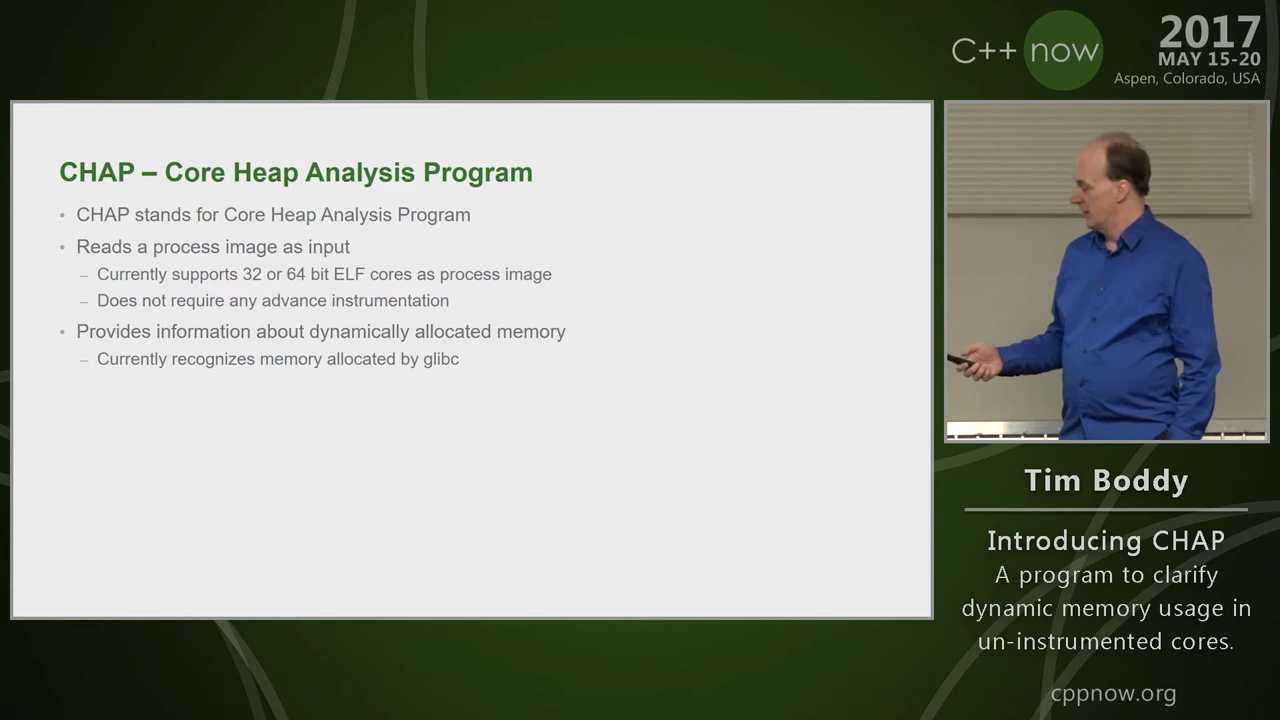 C++ now
2017
MAY 15-20
Aspen, Colorado, USA
CHAP – Core Heap Analysis Program
• CHAP stands for Core Heap Analysis Program
• Reads a process image as input
– Currently supports 32 or 64 bit ELF cores as process image
– Does not require any advance instrumentation
• Provides information about dynamically allocated memory
– Currently recognizes memory allocated by glibc
Tim Boddy
Introducing CHAP
A program to clarify
dynamic memory usage in
un-instrumented cores.
cppnow.org